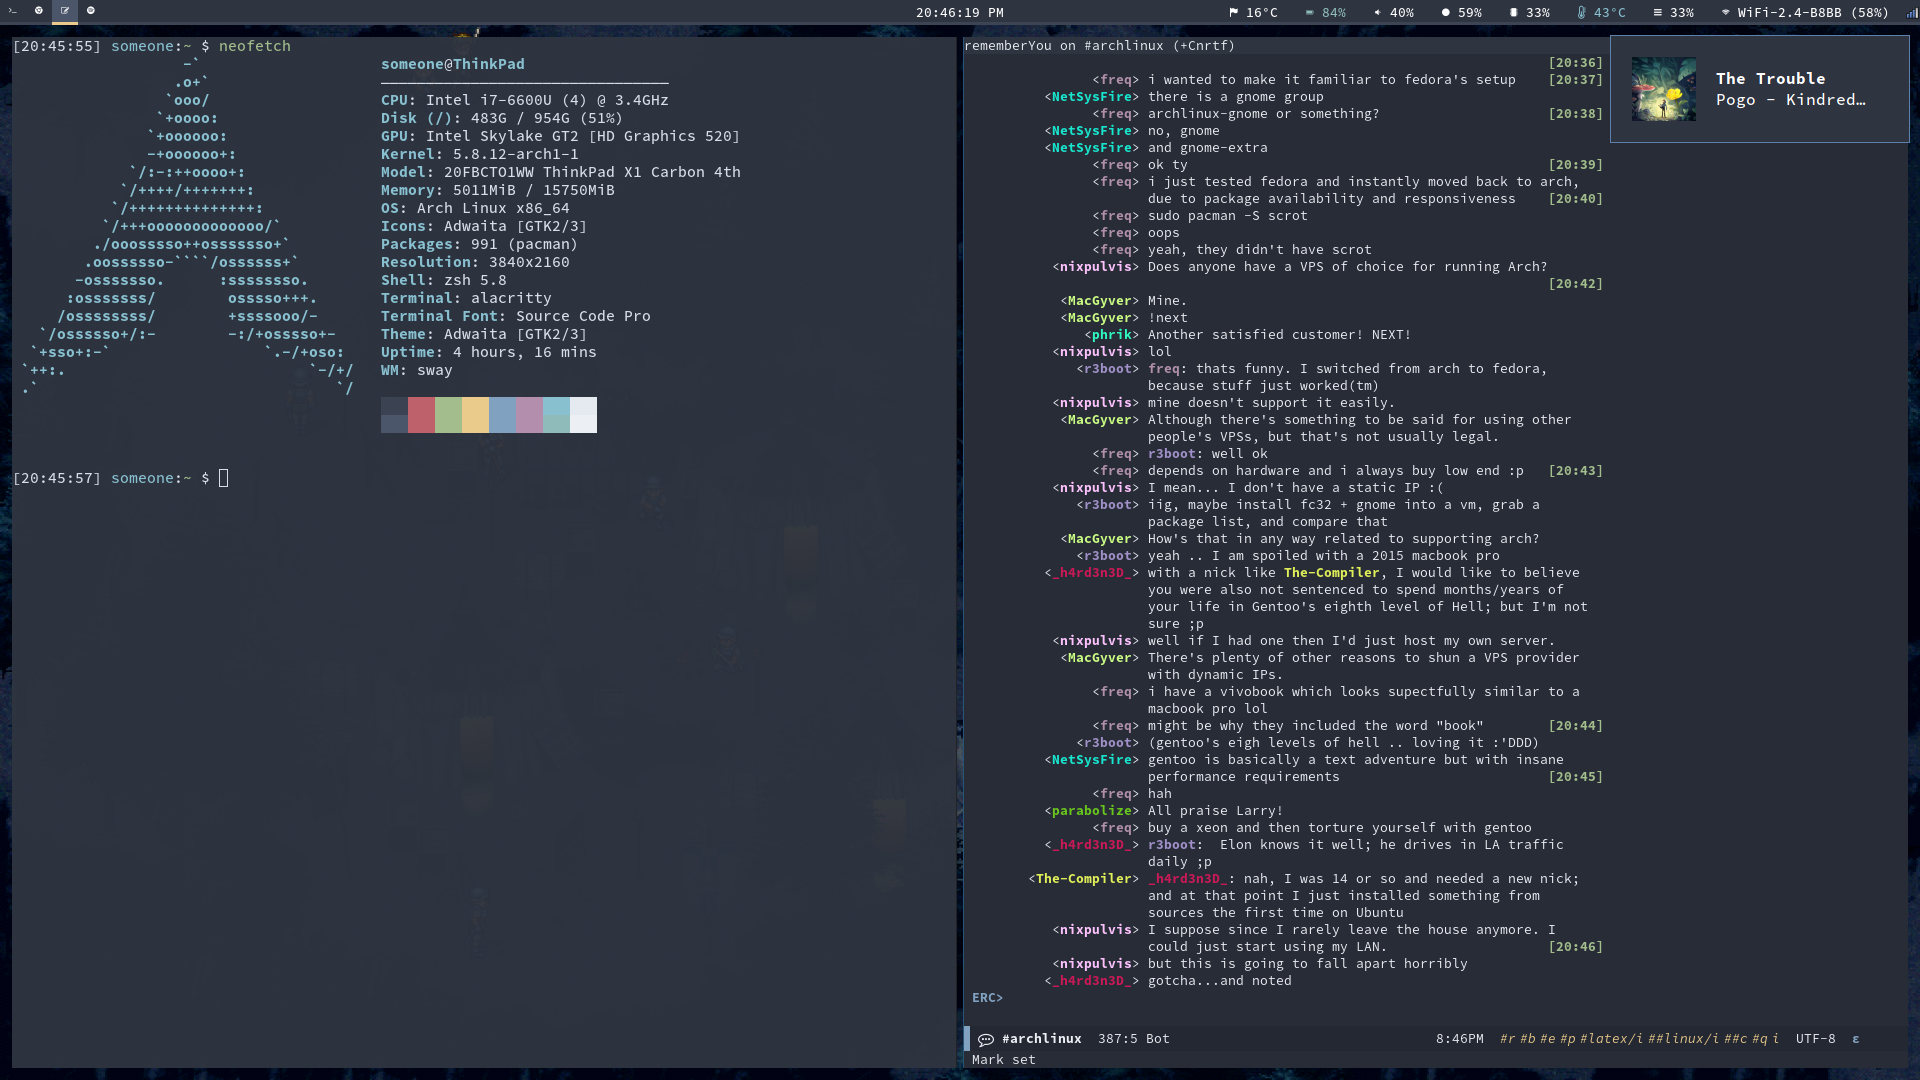 20:46:19 PM
16°C 84% 40% 59% 33% 43°C 33% WiFi-2.4-B8BB (58%)
[20:45:55] someone:~ $ neofetch
-`
.o+`
`ooo/
`+oooo:
`+oooooo:
-+oooooo+:
`/:-:++oooo+:
`/++++/+++++++:
`/++++++++++++++:
`/+++ooooooooooooo/`
./ooosssso++osssssso+`
.oossssso-````/ossssss+`
-osssssso. :ssssssso.
:osssssss/ osssso+++.
/ossssssss/ +ssssooo/-
`/ossssso+/:- -:/+osssso+-
`+sso+:-` `.-/+oso:
`++:. `-/+/
.` `/
someone@ThinkPad
CPU: Intel i7-6600U (4) @ 3.4GHz
Disk (/): 483G / 954G (51%)
GPU: Intel Skylake GT2 [HD Graphics 520]
Kernel: 5.8.12-arch1-1
Model: 20FBCTO1WW ThinkPad X1 Carbon 4th
Memory: 5011MiB / 15750MiB
OS: Arch Linux x86_64
Icons: Adwaita [GTK2/3]
Packages: 991 (pacman)
Resolution: 3840x2160
Shell: zsh 5.8
Terminal: alacritty
Terminal Font: Source Code Pro
Theme: Adwaita [GTK2/3]
Uptime: 4 hours, 16 mins
WM: sway
[20:45:57] someone:~ $
rememberYou on #archlinux (+Cnrtf)
[20:36]
<freq> i wanted to make it familiar to fedora's setup [20:37]
<NetSysFire> there is a gnome group
<freq> archlinux-gnome or something? [20:38]
<NetSysFire> no, gnome
<NetSysFire> and gnome-extra
<freq> ok ty [20:39]
<freq> i just tested fedora and instantly moved back to arch,
due to package availability and responsiveness [20:40]
<freq> sudo pacman -S scrot
<freq> oops
<freq> yeah, they didn't have scrot
<nixpulvis> Does anyone have a VPS of choice for running Arch?
[20:42]
<MacGyver> Mine.
<MacGyver> !next
<phrik> Another satisfied customer! NEXT!
<nixpulvis> lol
<r3boot> freq: thats funny. I switched from arch to fedora,
because stuff just worked(tm)
<nixpulvis> mine doesn't support it easily.
<MacGyver> Although there's something to be said for using other
people's VPSs, but that's not usually legal.
<freq> r3boot: well ok
<freq> depends on hardware and i always buy low end :p [20:43]
<nixpulvis> I mean... I don't have a static IP :(
<r3boot> iig, maybe install fc32 + gnome into a vm, grab a
package list, and compare that
<MacGyver> How's that in any way related to supporting arch?
<r3boot> yeah .. I am spoiled with a 2015 macbook pro
<_h4rd3n3D_> with a nick like The-Compiler, I would like to believe
you were also not sentenced to spend months/years of
your life in Gentoo's eighth level of Hell; but I'm not
sure ;p
<nixpulvis> well if I had one then I'd just host my own server.
<MacGyver> There's plenty of other reasons to shun a VPS provider
with dynamic IPs.
<freq> i have a vivobook which looks supectfully similar to a
macbook pro lol
<freq> might be why they included the word "book" [20:44]
<r3boot> (gentoo's eigh levels of hell .. loving it :'DDD)
<NetSysFire> gentoo is basically a text adventure but with insane
performance requirements [20:45]
<freq> hah
<parabolize> All praise Larry!
<freq> buy a xeon and then torture yourself with gentoo
<_h4rd3n3D_> r3boot: Elon knows it well; he drives in LA traffic
daily ;p
<The-Compiler> _h4rd3n3D_: nah, I was 14 or so and needed a new nick;
and at that point I just installed something from
sources the first time on Ubuntu
<nixpulvis> I suppose since I rarely leave the house anymore. I
could just start using my LAN. [20:46]
<nixpulvis> but this is going to fall apart horribly
<_h4rd3n3D_> gotcha...and noted
ERC>
#archlinux 387:5 Bot 8:46PM #r #b #e #p #latex/i ##linux/i ##c #q i UTF-8 ε
Mark set
The Trouble
Pogo - Kindred…